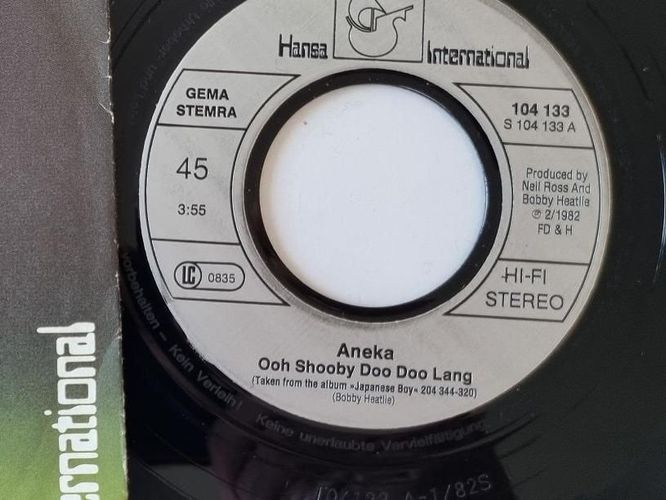 Hansa International
GEMA
STEMRA
104 133
S 104 133 A
45
3:55
LC 0835
Produced by
Neil Ross And
Bobby Heatlie
℗ 2/1982
FD & H
HI-FI
STEREO
Aneka
Ooh Shooby Doo Doo Lang
(Taken from the album »Japanese Boy« 204 344-320)
(Bobby Heatlie)
vorbehalten – Kein Verleih! Keine unerlaubte Vervielfältigung
ernational